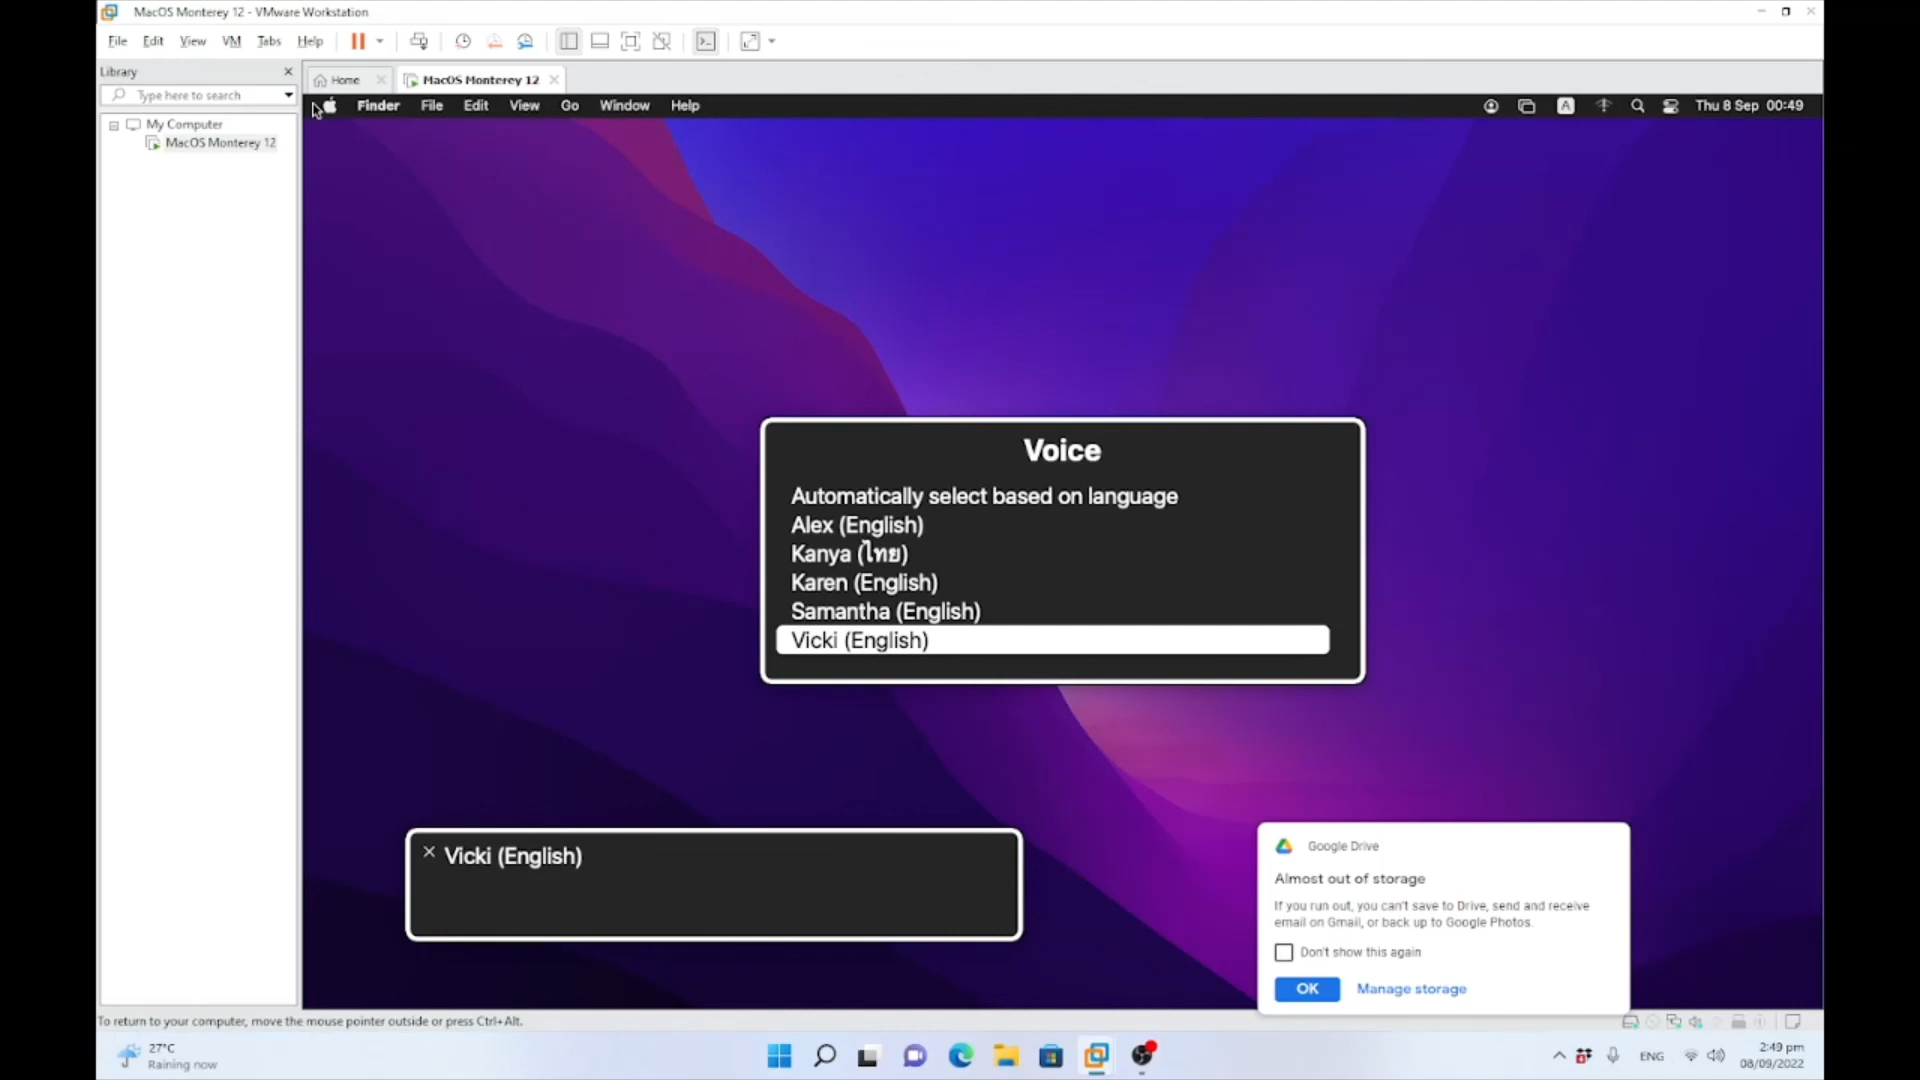 MacOS Monterey 12 - VMware Workstation
File Edit View VM Tabs Help
Library
Type here to search
My Computer
MacOS Monterey 12
Home
MacOS Monterey 12
Finder File Edit View Go Window Help
A
Thu 8 Sep 00:49
Voice
Automatically select based on language
Alex (English)
Kanya (ไทย)
Karen (English)
Samantha (English)
Vicki (English)
Vicki (English)
Google Drive
Almost out of storage
If you run out, you can't save to Drive, send and receive
email on Gmail, or back up to Google Photos.
Don't show this again
OK Manage storage
To return to your computer, move the mouse pointer outside or press Ctrl+Alt.
27°C
Raining now
ENG
2:49 pm
08/09/2022